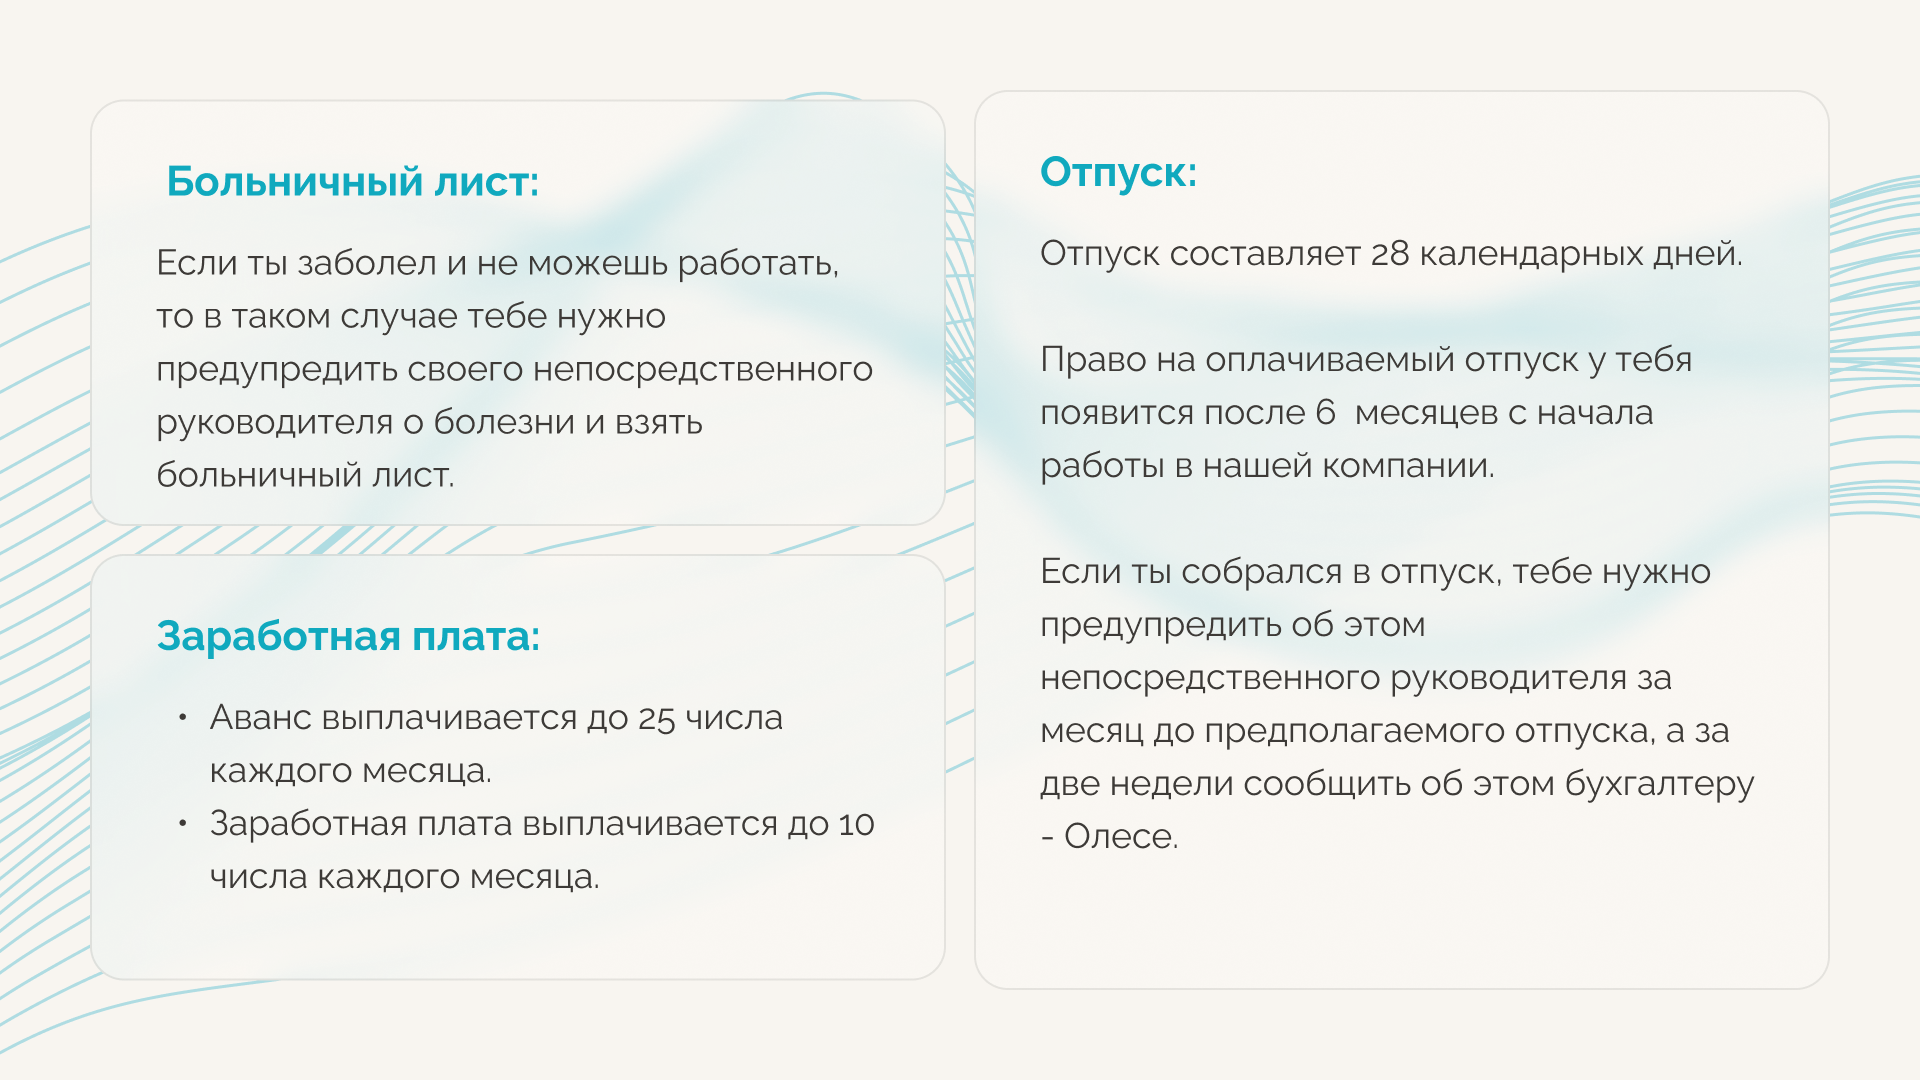 Больничный лист:
Если ты заболел и не можешь работать,
то в таком случае тебе нужно
предупредить своего непосредственного
руководителя о болезни и взять
больничный лист.
Заработная плата:
• Аванс выплачивается до 25 числа
каждого месяца.
• Заработная плата выплачивается до 10
числа каждого месяца.
Отпуск:
Отпуск составляет 28 календарных дней.
Право на оплачиваемый отпуск у тебя
появится после 6  месяцев с начала
работы в нашей компании.
Если ты собрался в отпуск, тебе нужно
предупредить об этом
непосредственного руководителя за
месяц до предполагаемого отпуска, а за
две недели сообщить об этом бухгалтеру
- Олесе.